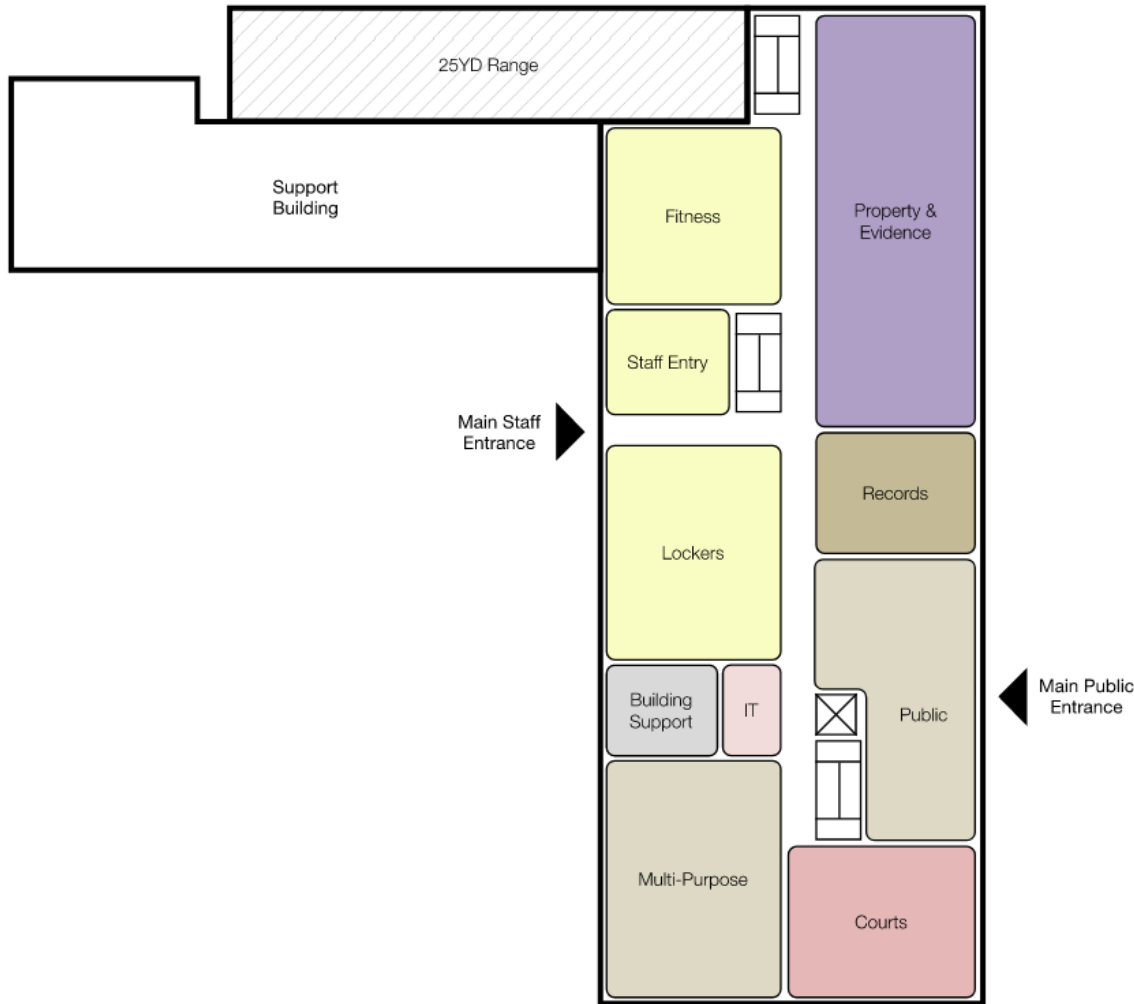 25YD Range
Support
Building
Fitness
Property &
Evidence
Staff Entry
Main Staff
Entrance
Records
Lockers
Building
Support
IT
Public
Main Public
Entrance
Multi-Purpose
Courts